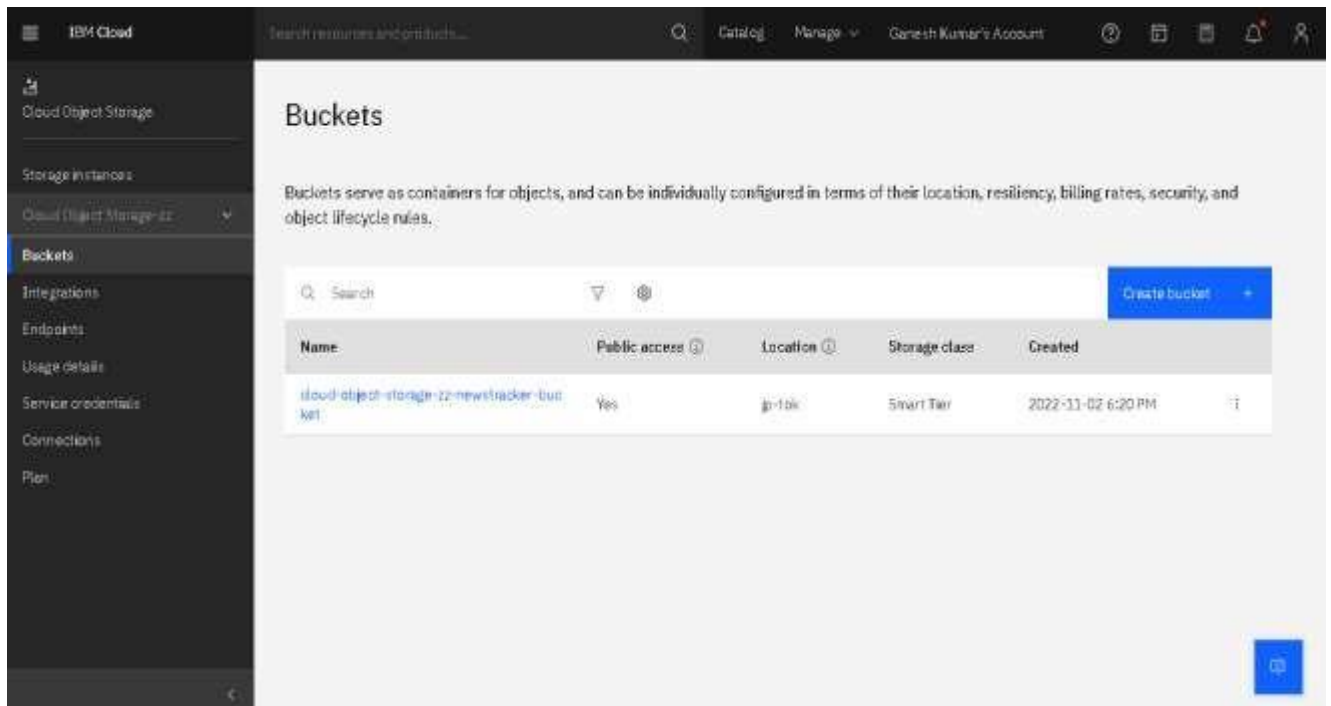 IBM Cloud
Search resources and products...
Catalog
Manage
Ganesh Kumar's Account
Cloud Object Storage
Storage instances
Cloud Object Storage-zz
Buckets
Integrations
Endpoints
Usage details
Service credentials
Connections
Plan
Buckets
Buckets serve as containers for objects, and can be individually configured in terms of their location, resiliency, billing rates, security, and
object lifecycle rules.
Search
Create bucket +
Name Public access Location Storage class Created
cloud-object-storage-zz-newstracker-buc
ket
Yes jp-tok Smart Tier 2022-11-02 6:20 PM